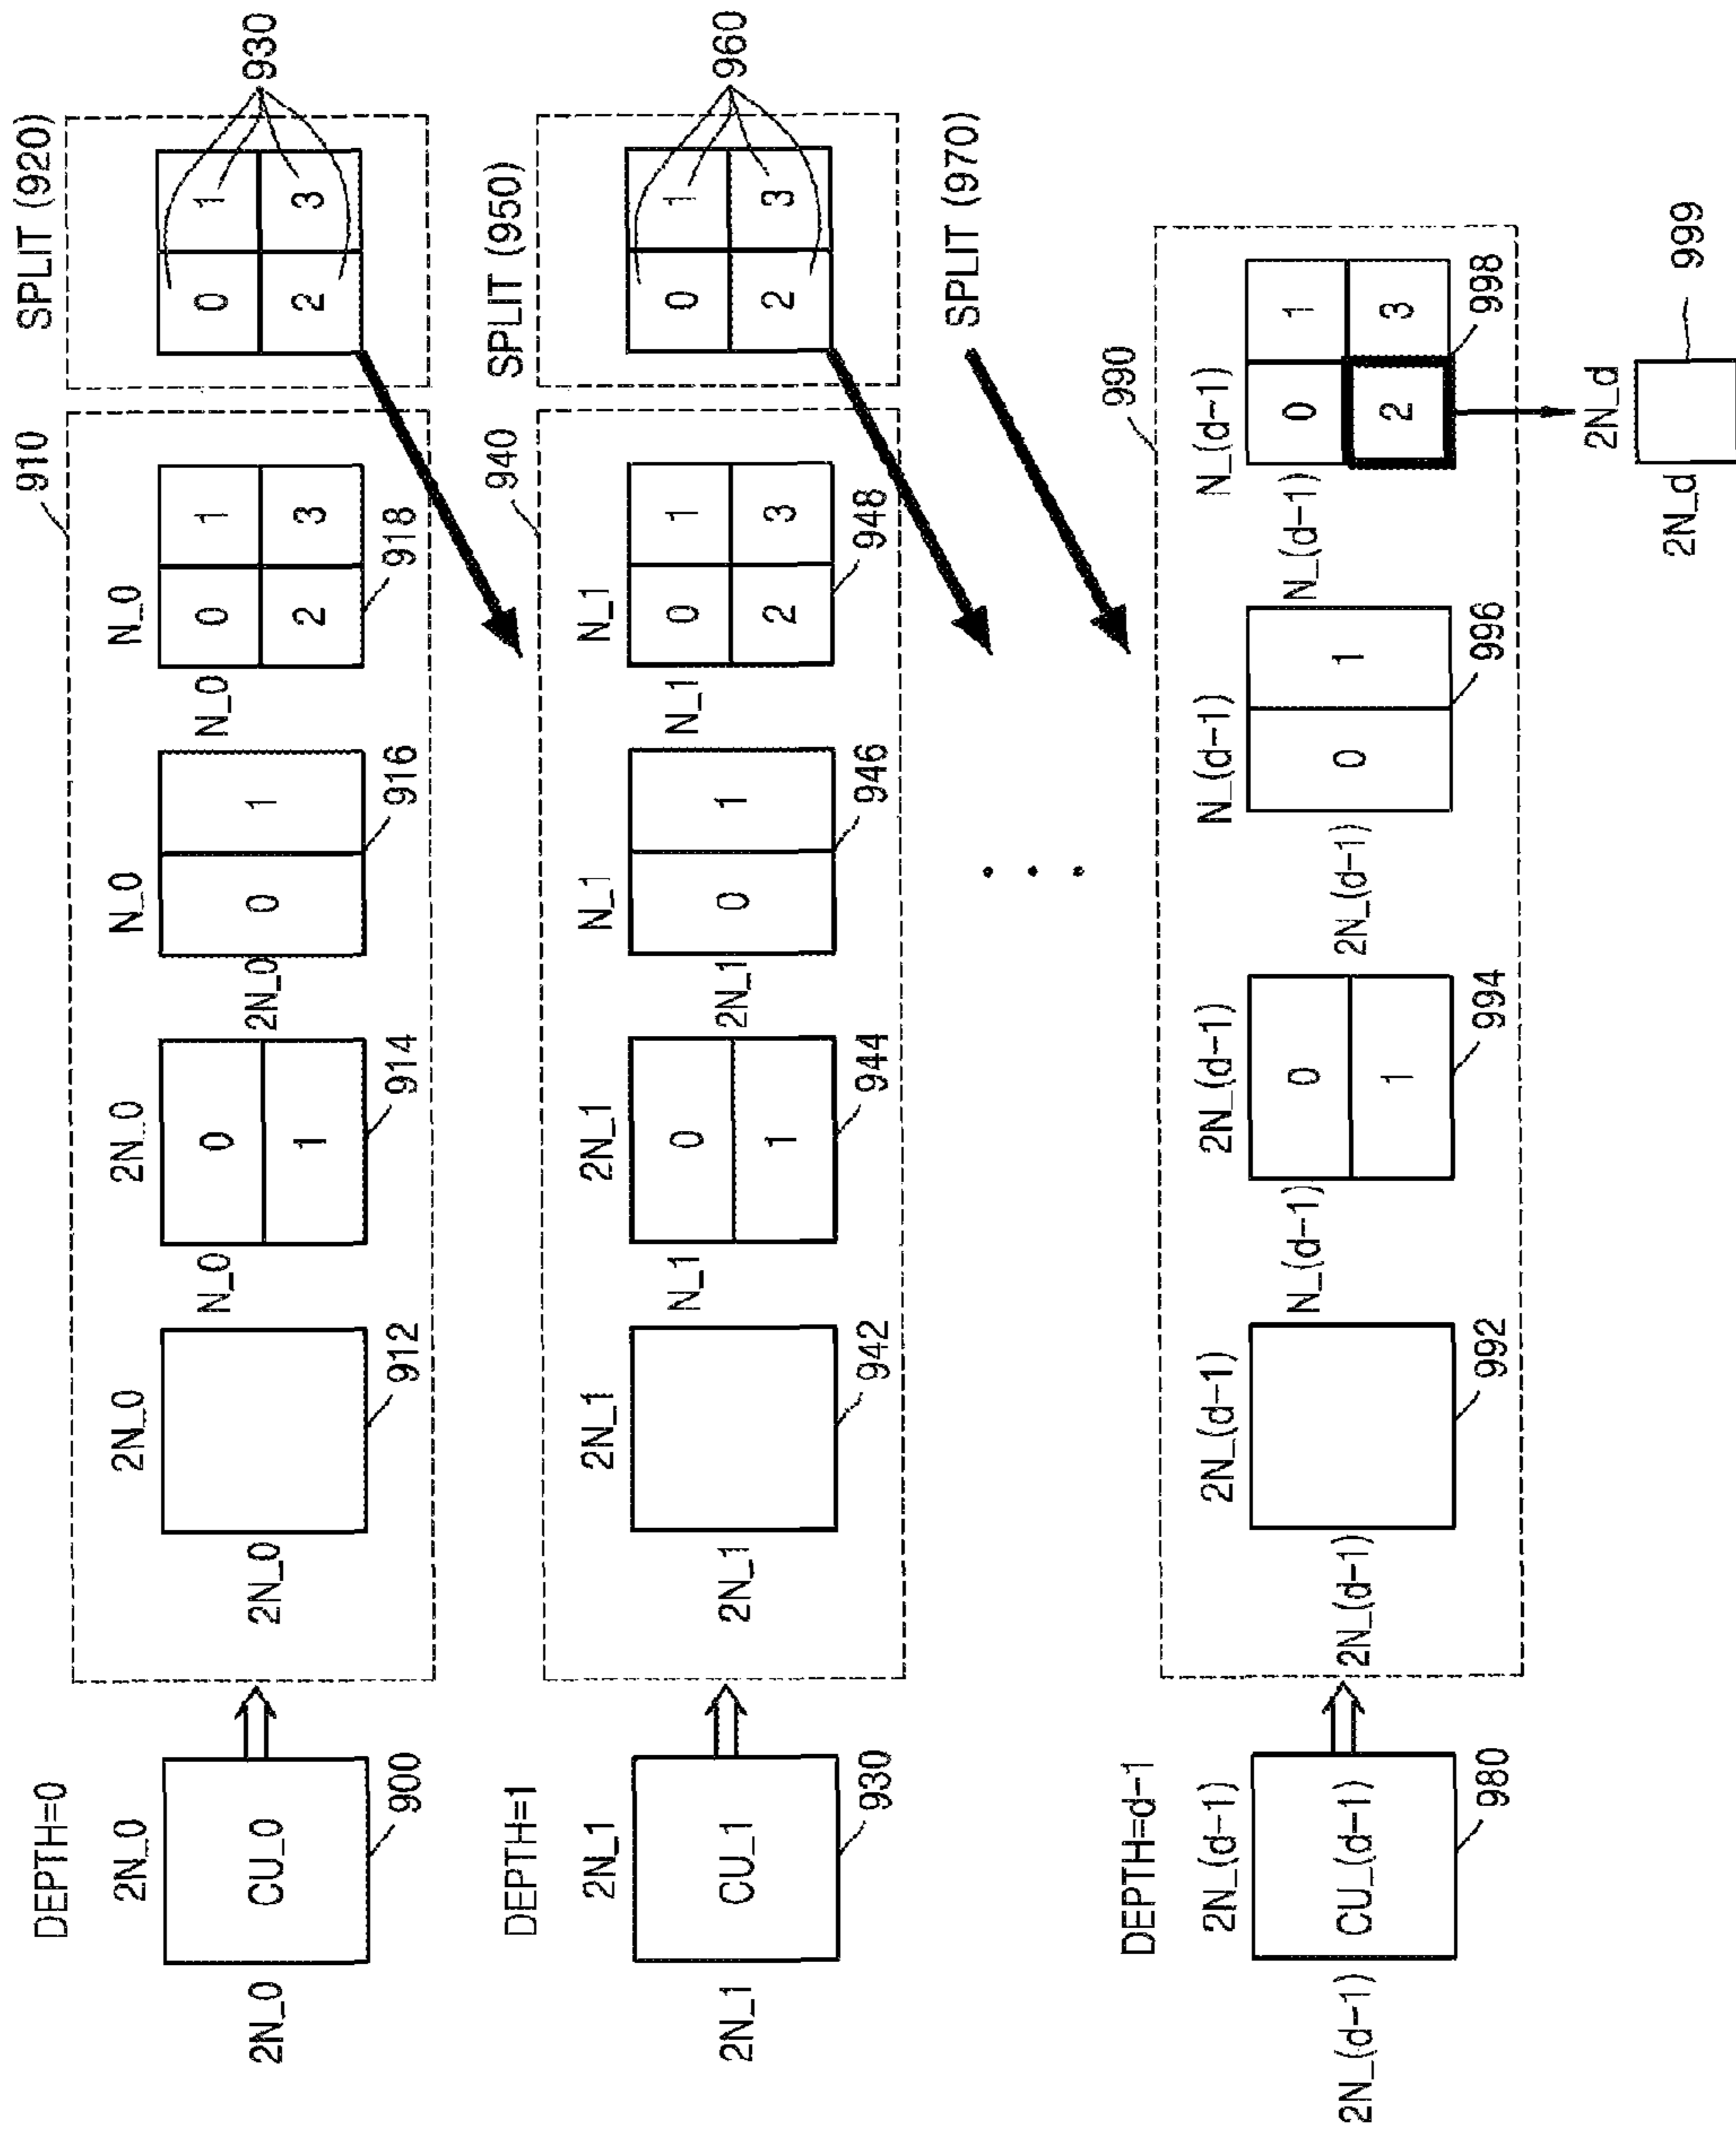 DEPTH=0
2N_0
2N_0
CU_0
900
910
2N_0
2N_0
912
2N_0
N_0
0
1
914
N_0
2N_0
0
1
916
N_0
N_0
0
1
2
3
918
SPLIT (920)
0
1
2
3
930
DEPTH=1
2N_1
2N_1
CU_1
930
940
2N_1
2N_1
942
2N_1
N_1
0
1
944
N_1
2N_1
0
1
946
N_1
N_1
0
1
2
3
948
SPLIT (950)
0
1
2
3
960
SPLIT (970)
DEPTH=d-1
2N_(d-1)
2N_(d-1)
CU_(d-1)
980
990
2N_(d-1)
2N_(d-1)
992
2N_(d-1)
N_(d-1)
0
1
994
N_(d-1)
2N_(d-1)
0
1
996
N_(d-1)
N_(d-1)
0
1
2
3
998
2N_d
2N_d
999